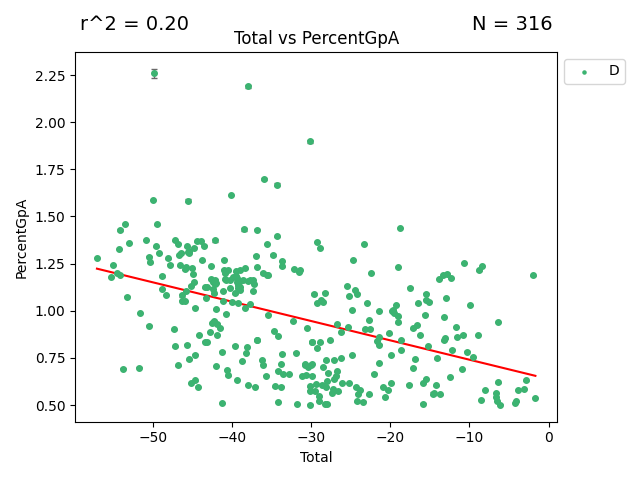 r^2 = 0.20
N = 316
Total vs PercentGpA
D
PercentGpA
2.25
2.00
1.75
1.50
1.25
1.00
0.75
0.50
−50
−40
−30
−20
−10
0
Total